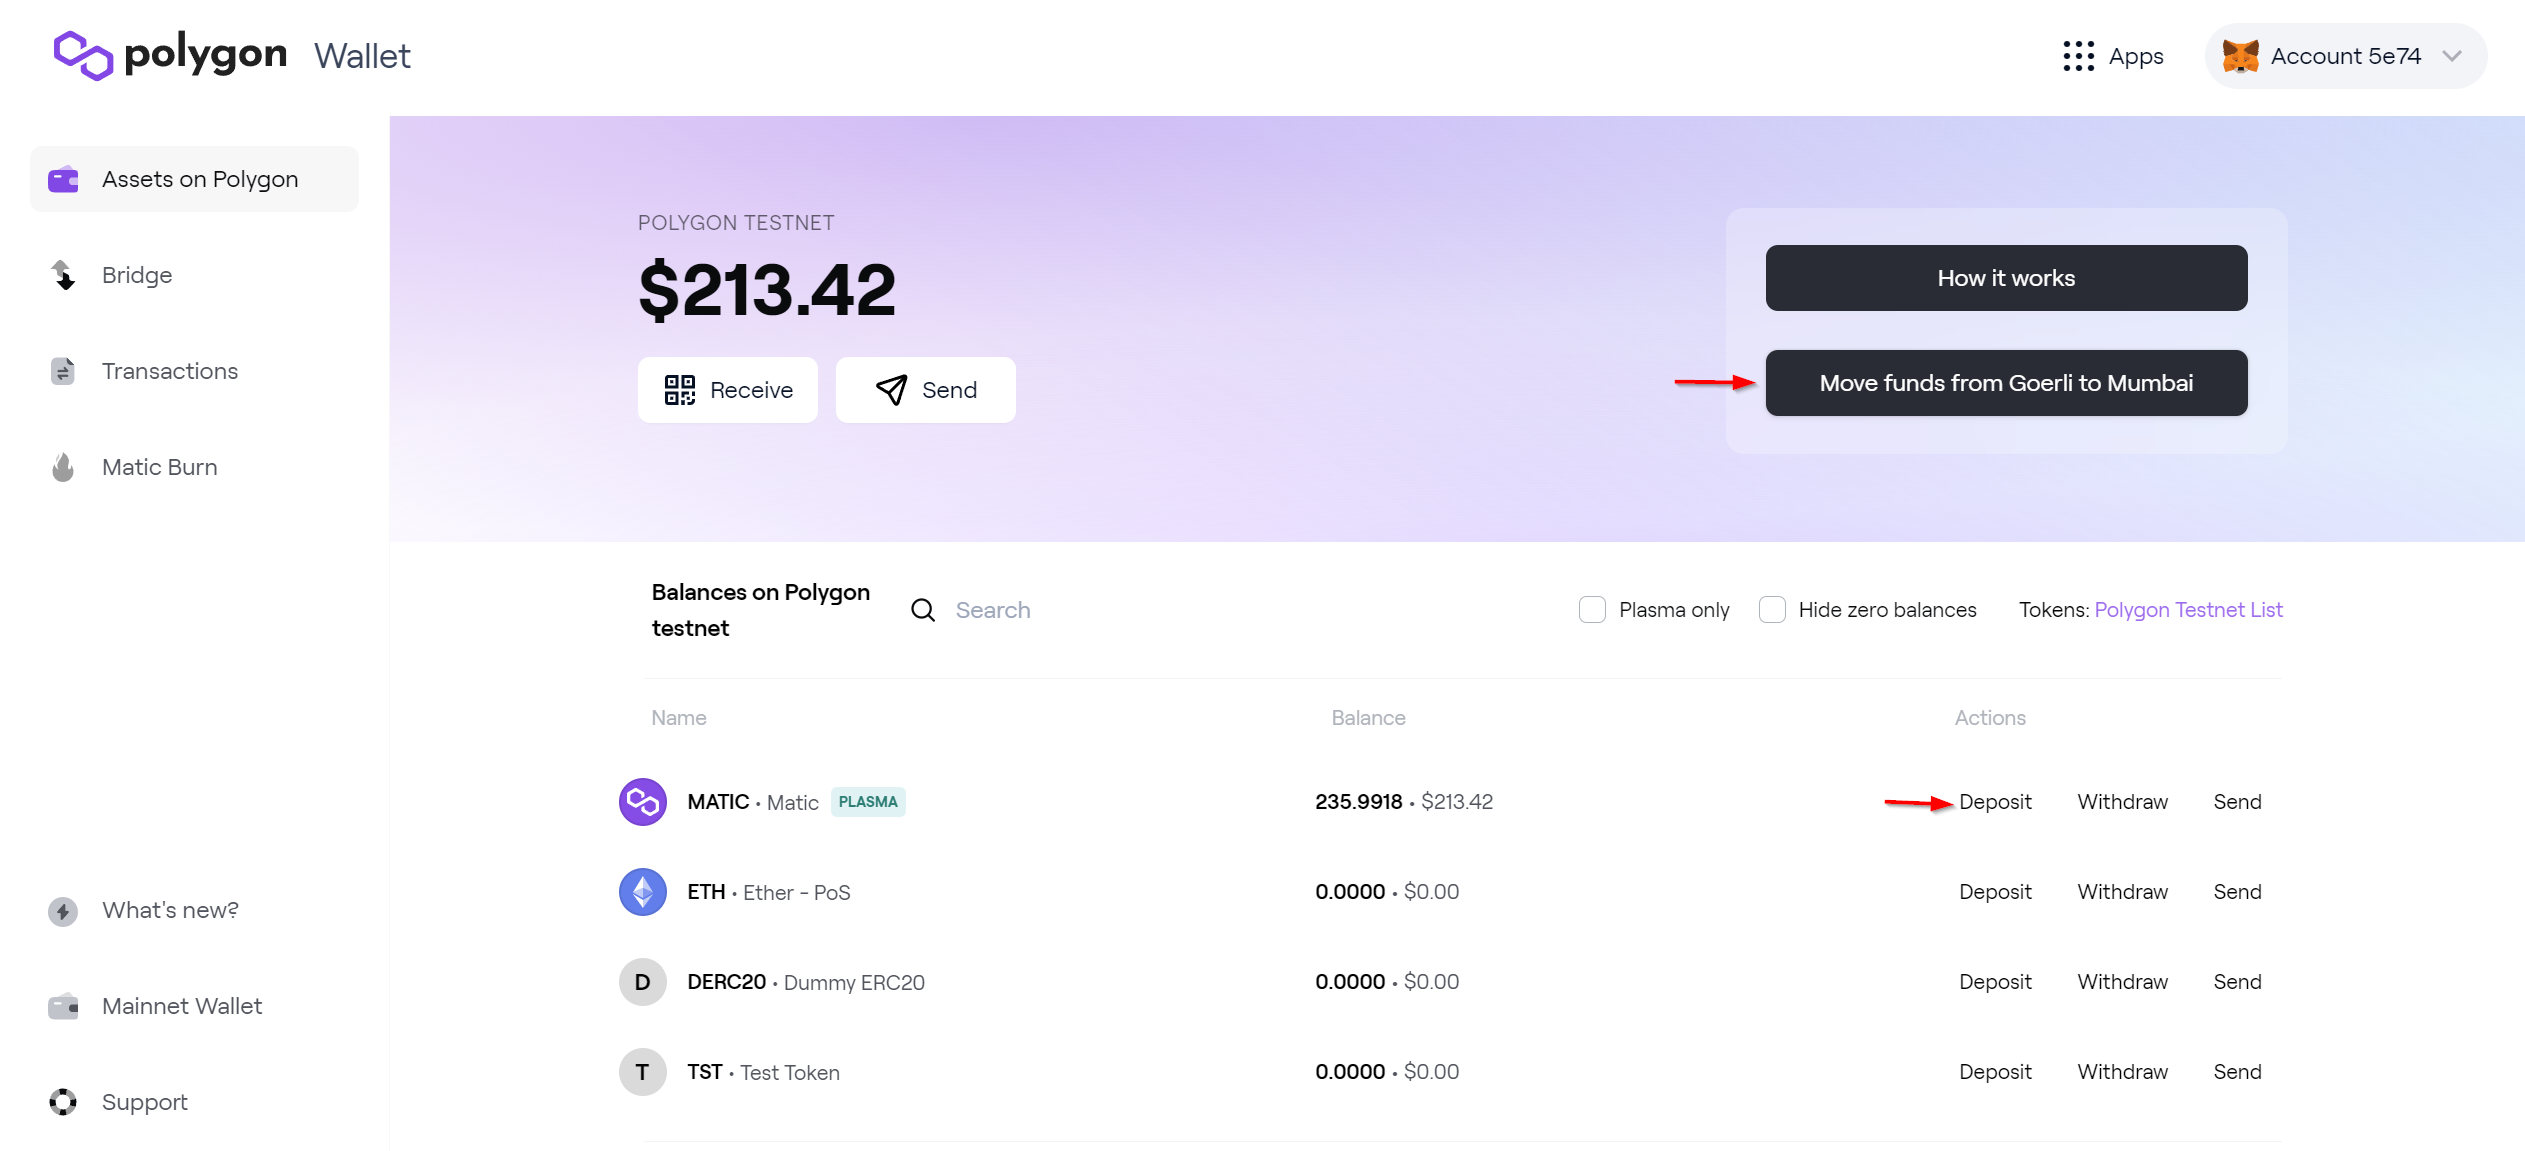 polygon Wallet
Apps
Account 5e74
Assets on Polygon
Bridge
Transactions
Matic Burn
What's new?
Mainnet Wallet
Support
POLYGON TESTNET
$213.42
Receive
Send
How it works
Move funds from Goerli to Mumbai
Balances on Polygon
testnet
Search
Plasma only
Hide zero balances
Tokens: Polygon Testnet List
Name Balance Actions
MATIC • Matic PLASMA 235.9918 • $213.42 Deposit Withdraw Send
ETH • Ether - PoS 0.0000 • $0.00 Deposit Withdraw Send
D DERC20 • Dummy ERC20 0.0000 • $0.00 Deposit Withdraw Send
T TST • Test Token 0.0000 • $0.00 Deposit Withdraw Send